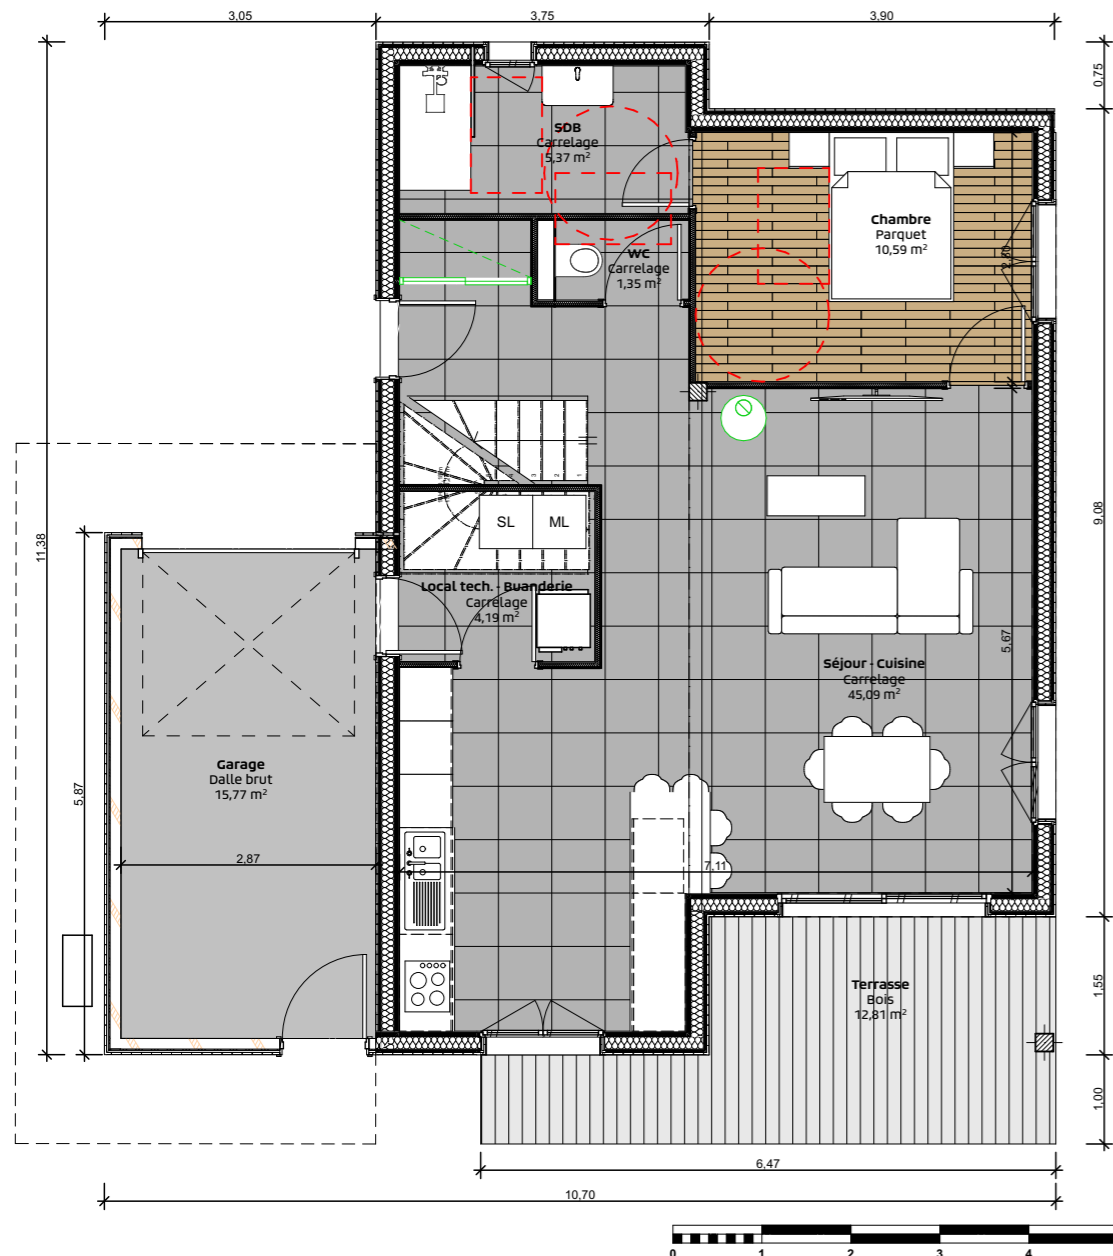 3,05
3,75
3,90
0,75
SDB
Carrelage
5,37 m²
Chambre
Parquet
10,59 m²
WC
Carrelage
1,35 m²
11,38
9,08
SL
ML
Local tech. - Buanderie
Carrelage
4,19 m²
5,67
Séjour - Cuisine
Carrelage
45,09 m²
Garage
Dalle brut
15,77 m²
5,87
2,87
7,11
Terrasse
Bois
12,81 m²
1,55
1,00
6,47
10,70
0 1 2 3 4